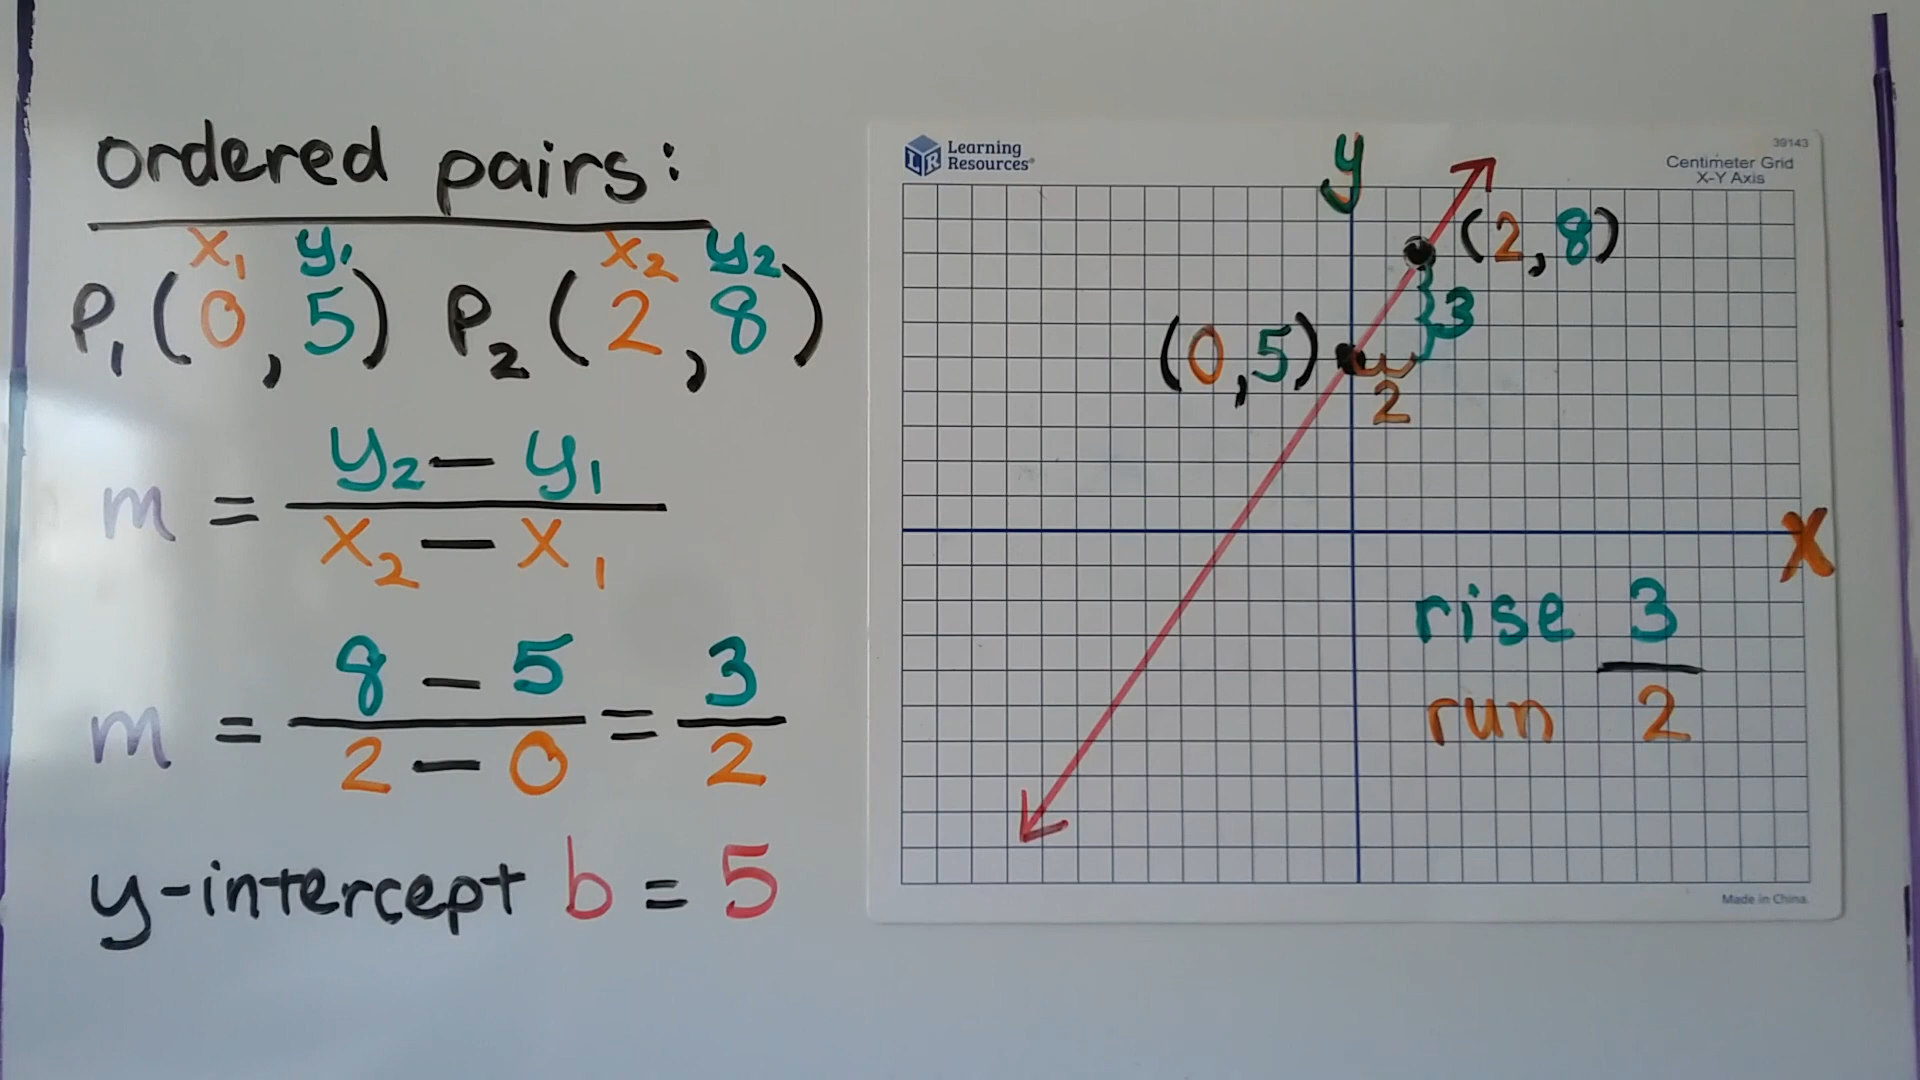 ordered pairs:
x₁ y₁ x₂ y₂
P₁(0,5) P₂(2,8)
m = y₂ – y₁ / x₂ – x₁
m = 8 – 5 / 2 – 0 = 3 / 2
y-intercept b = 5
Learning
Resources®
39143
Centimeter Grid
X-Y Axis
y
(2,8)
3
(0,5)
2
x
rise 3
run 2
Made in China.